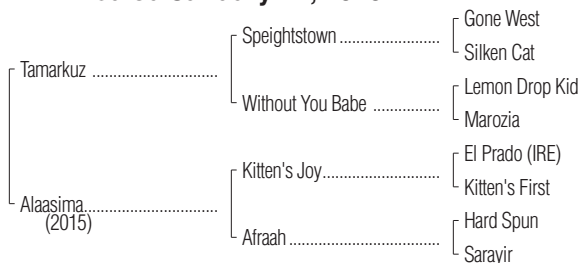 Gone West
Speightstown
Silken Cat
Tamarkuz
Lemon Drop Kid
Without You Babe
Marozia
El Prado (IRE)
Kitten's Joy
Kitten's First
Alaasima
(2015)
Hard Spun
Afraah
Sarayir